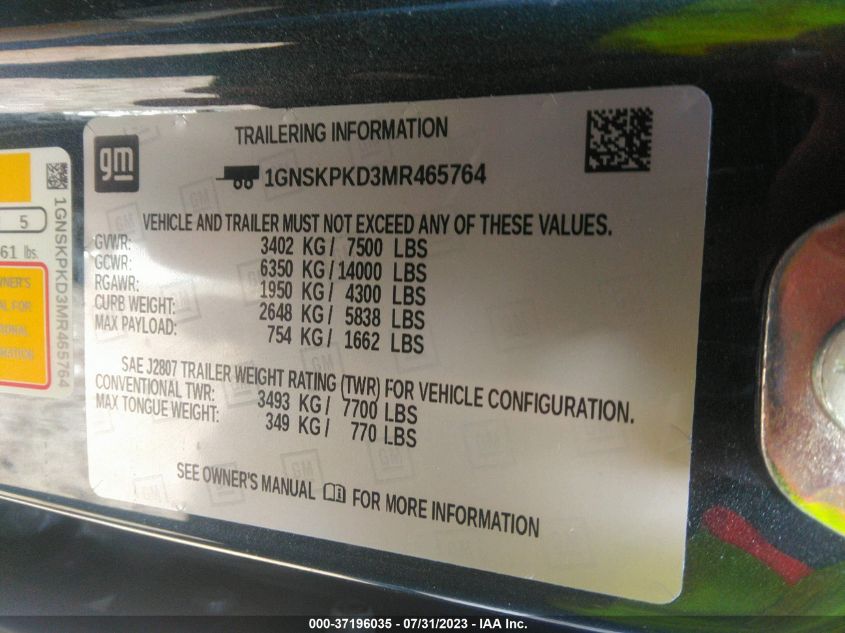 TRAILERING INFORMATION
gm
1GNSKPKD3MR465764
VEHICLE AND TRAILER MUST NOT EXCEED ANY OF THESE VALUES.
GVWR: 3402 KG / 7500 LBS
GCWR: 6350 KG / 14000 LBS
RGAWR: 1950 KG / 4300 LBS
CURB WEIGHT: 2648 KG / 5838 LBS
MAX PAYLOAD: 754 KG / 1662 LBS
SAE J2807 TRAILER WEIGHT RATING (TWR) FOR VEHICLE CONFIGURATION.
CONVENTIONAL TWR: 3493 KG / 7700 LBS
MAX TONGUE WEIGHT: 349 KG / 770 LBS
SEE OWNER'S MANUAL FOR MORE INFORMATION
5
61 lbs.
1GNSKPKD3MR465764
000-37196035 / 07/31/2023 - IAA Inc.